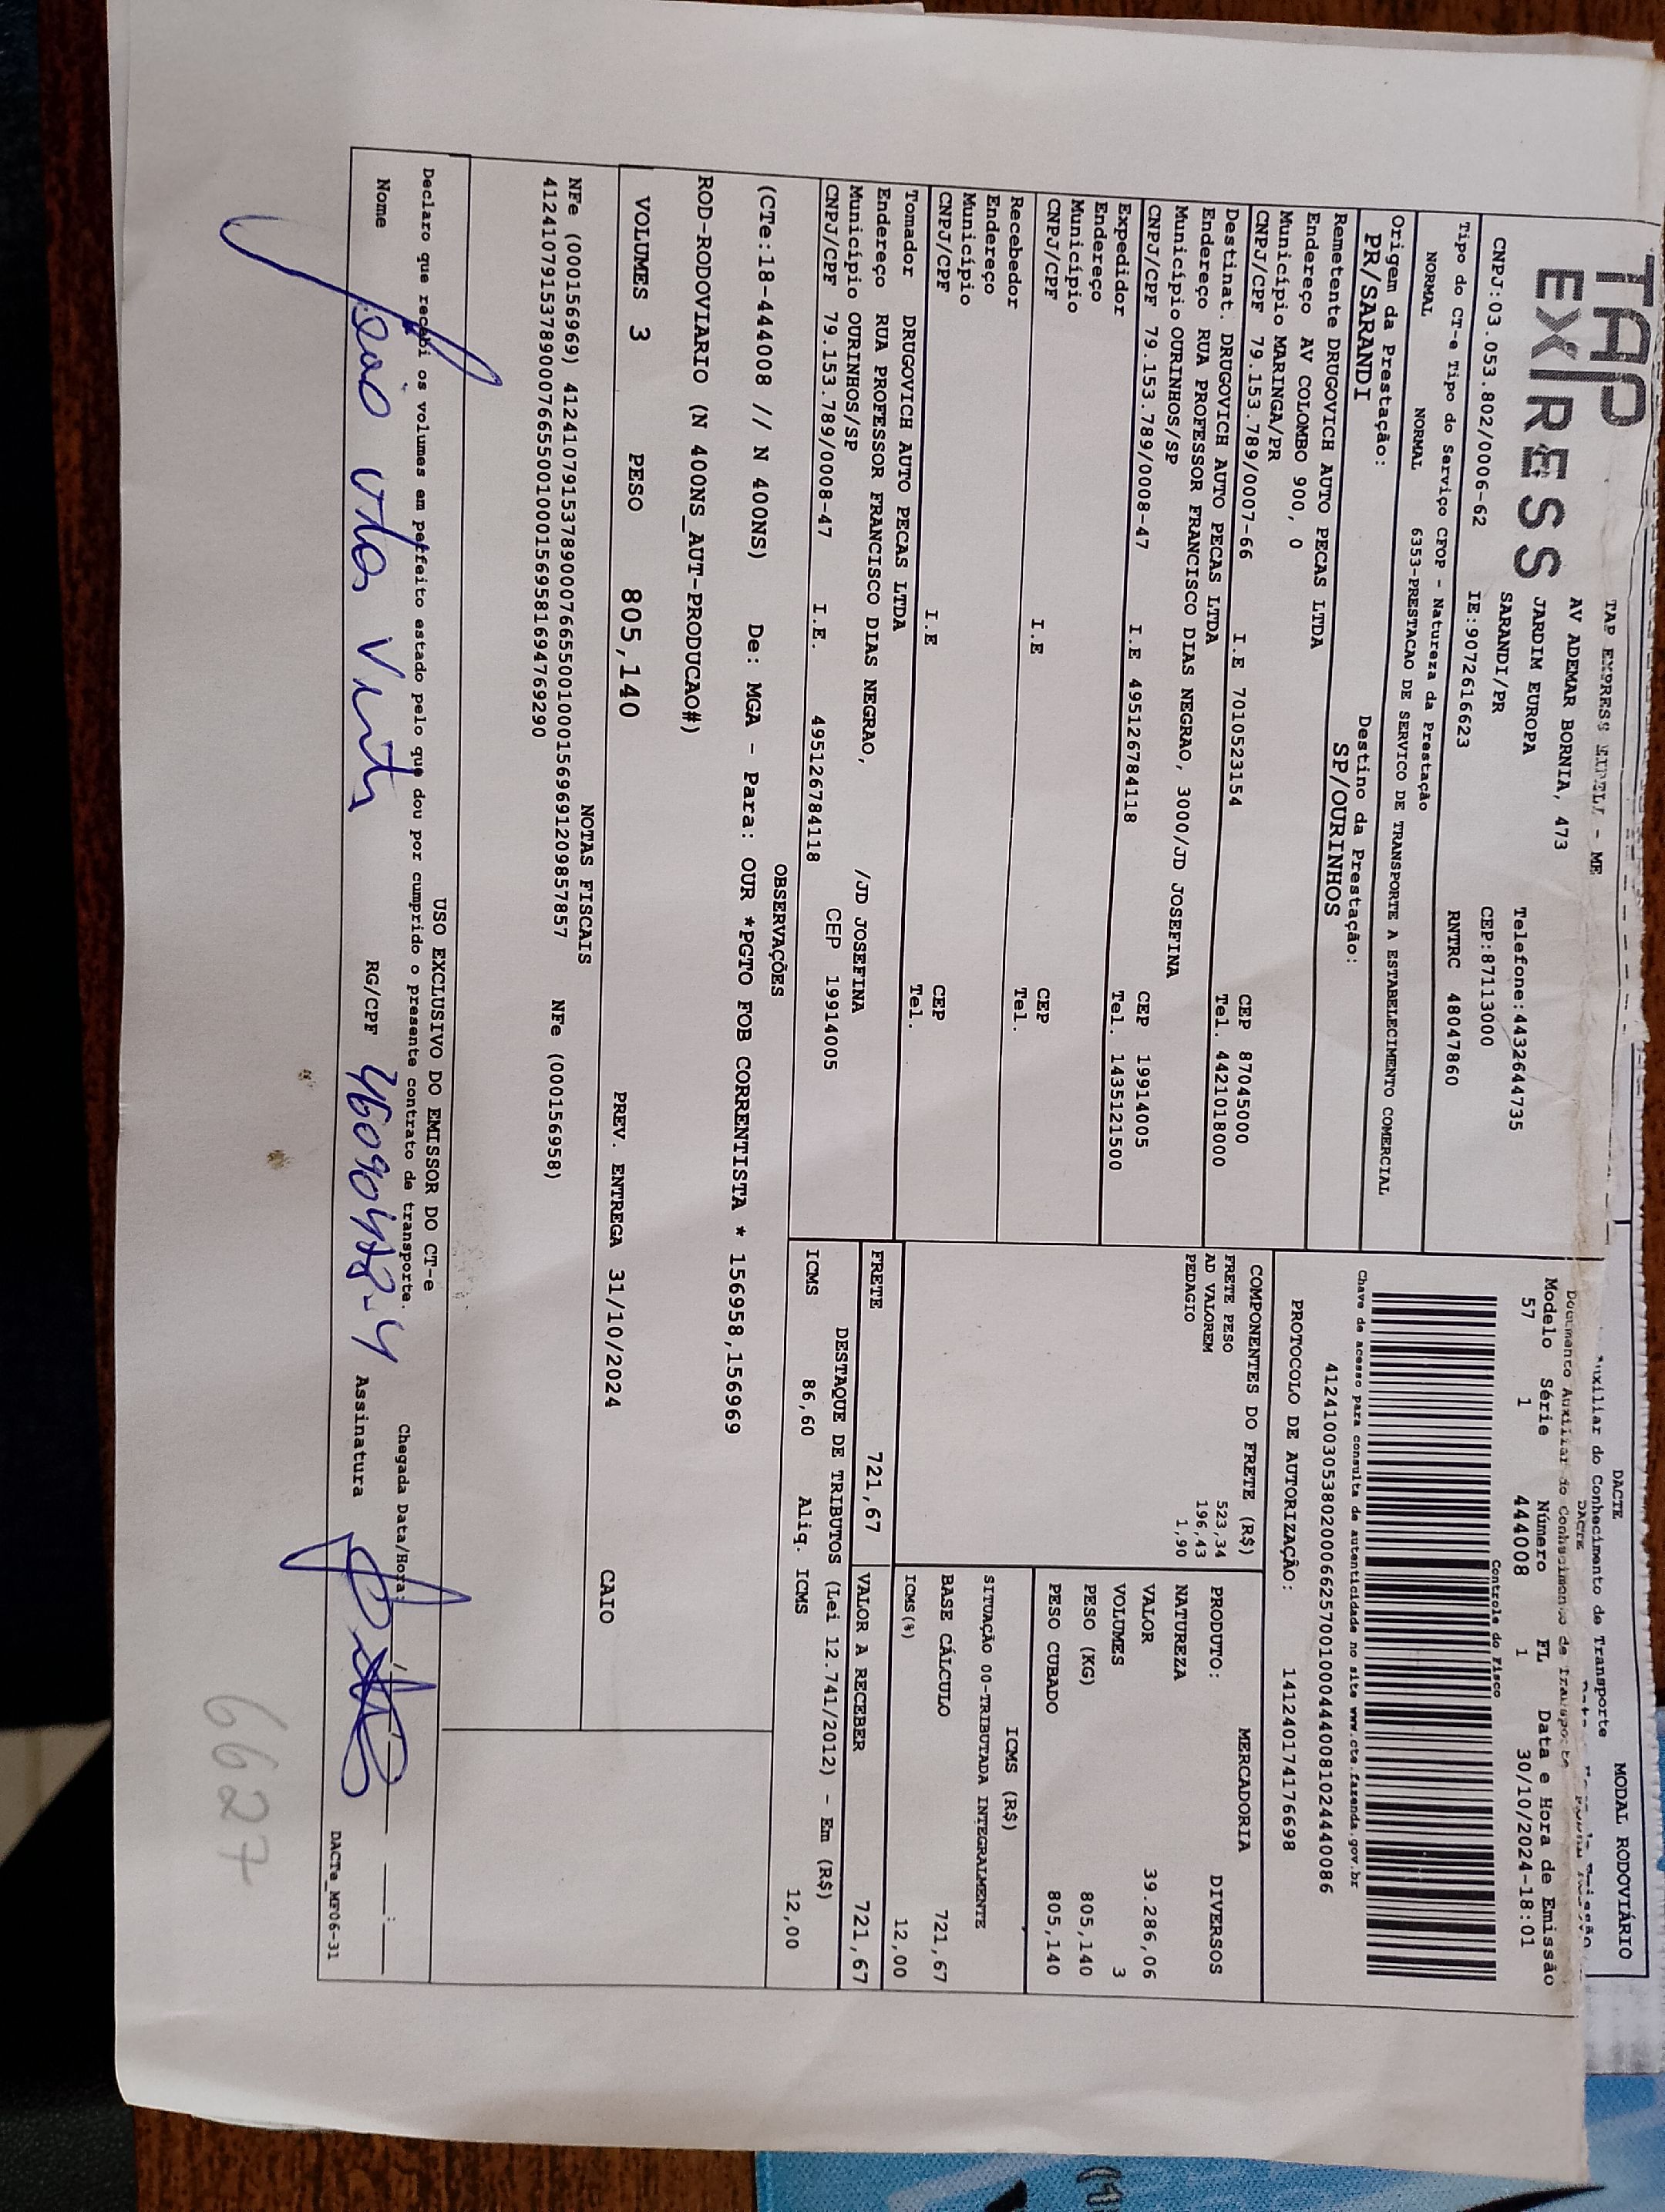 TAP
EXPRESS
TAP EXPRESS EIRELI - ME
AV ADEMAR BORNIA, 473
JARDIM EUROPA
SARANDI/PR
Telefone:4432644735
CEP:87113000
CNPJ:03.053.802/0006-62 IE:9072616623 RNTRC 48047860
DACTE
MODAL RODOVIÁRIO
Auxiliar do Conhecimento de Transporte
DACTE
Documento Auxiliar do Conhecimento de Transporte
Modelo Série Número FL Data e Hora de Emissão
57 1 444008 1 30/10/2024-18:01
Controle do Fisco
Chave de acesso para consulta de autenticidade no site www.cte.fazenda.gov.br
41241003053802000662570010004440081024440086
PROTOCOLO DE AUTORIZAÇÃO: 141240174176698
Tipo do CT-e Tipo do Serviço CFOP - Natureza da Prestação
NORMAL NORMAL 6353-PRESTACAO DE SERVICO DE TRANSPORTE A ESTABELECIMENTO COMERCIAL
Origem da Prestação: Destino da Prestação:
PR/SARANDI SP/OURINHOS
Remetente DRUGOVICH AUTO PECAS LTDA
Endereço AV COLOMBO 900, 0
Município MARINGA/PR CEP 87045000
CNPJ/CPF 79.153.789/0007-66 I.E 7010523154 Tel. 4421018000
Destinat. DRUGOVICH AUTO PECAS LTDA
Endereço RUA PROFESSOR FRANCISCO DIAS NEGRAO, 3000/JD JOSEFINA
Município OURINHOS/SP CEP 19914005
CNPJ/CPF 79.153.789/0008-47 I.E 495126784118 Tel. 1435121500
Expedidor
Endereço
Município CEP
CNPJ/CPF I.E Tel.
Recebedor
Endereço
Município CEP
CNPJ/CPF I.E Tel.
Tomador DRUGOVICH AUTO PECAS LTDA
Endereço RUA PROFESSOR FRANCISCO DIAS NEGRAO, /JD JOSEFINA
Município OURINHOS/SP CEP 19914005
CNPJ/CPF 79.153.789/0008-47 I.E. 495126784118
COMPONENTES DO FRETE (R$)
FRETE PESO 523,34
AD VALOREM 196,43
PEDAGIO 1,90
MERCADORIA
PRODUTO: DIVERSOS
NATUREZA
VALOR 39.286,06
VOLUMES 3
PESO (KG) 805,140
PESO CUBADO 805,140
ICMS (R$)
SITUAÇÃO 00-TRIBUTADA INTEGRALMENTE
BASE CÁLCULO 721,67
ICMS(%) 12,00
FRETE 721,67 VALOR A RECEBER 721,67
DESTAQUE DE TRIBUTOS (Lei 12.741/2012) - Em (R$)
ICMS 86,60 Aliq. ICMS 12,00
OBSERVAÇÕES
(CTe:18-444008 // N 400NS) De: MGA - Para: OUR *PGTO FOB CORRENTISTA * 156958,156969
ROD-RODOVIARIO (N 400NS_AUT-PRODUCAO#)
VOLUMES 3 PESO 805,140 PREV. ENTREGA 31/10/2024 CAIO
NOTAS FISCAIS
NFe (000156969) 41241079153789000766550010001569691209857857 NFe (000156958)
41241079153789000766550010001569581694769290
USO EXCLUSIVO DO EMISSOR DO CT-e
Declaro que recebi os volumes em perfeito estado pelo que dou por cumprido o presente contrato de transporte.
Chegada Data/Hora:
Nome RG/CPF Assinatura
DACTe_MF06-31
6627